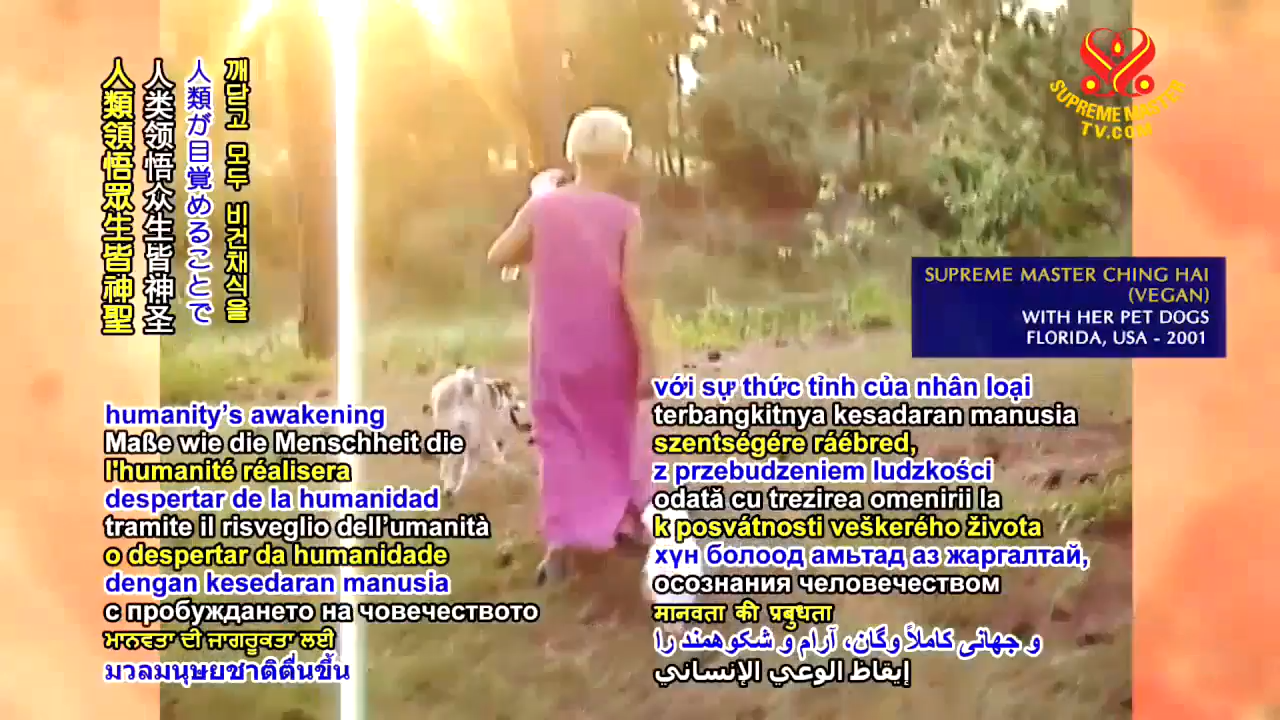 人類領悟眾生皆神聖
人类领悟众生皆神圣
人類が目覚めることで
깨닫고 모두 비건채식을
SUPREME MASTER
TV.COM
SUPREME MASTER CHING HAI
(VEGAN)
WITH HER PET DOGS
FLORIDA, USA - 2001
humanity's awakening
Maße wie die Menschheit die
l'humanité réalisera
despertar de la humanidad
tramite il risveglio dell'umanità
o despertar da humanidade
dengan kesedaran manusia
с пробуждането на човечеството
ਮਾਨਵਤਾ ਦੀ ਜਾਗਰੂਕਤਾ ਲਈ
มวลมนุษยชาติตื่นขึ้น
với sự thức tỉnh của nhân loại
terbangkitnya kesadaran manusia
szentségére ráébred,
z przebudzeniem ludzkości
odată cu trezirea omenirii la
k posvátnosti veškerého života
хүн болоод амьтад аз жаргалтай,
осознания человечеством
मानवता की प्रबुधता
و جهانی کاملاً وگان، آرام و شکوهمند را
إيقاظ الوعي الإنساني